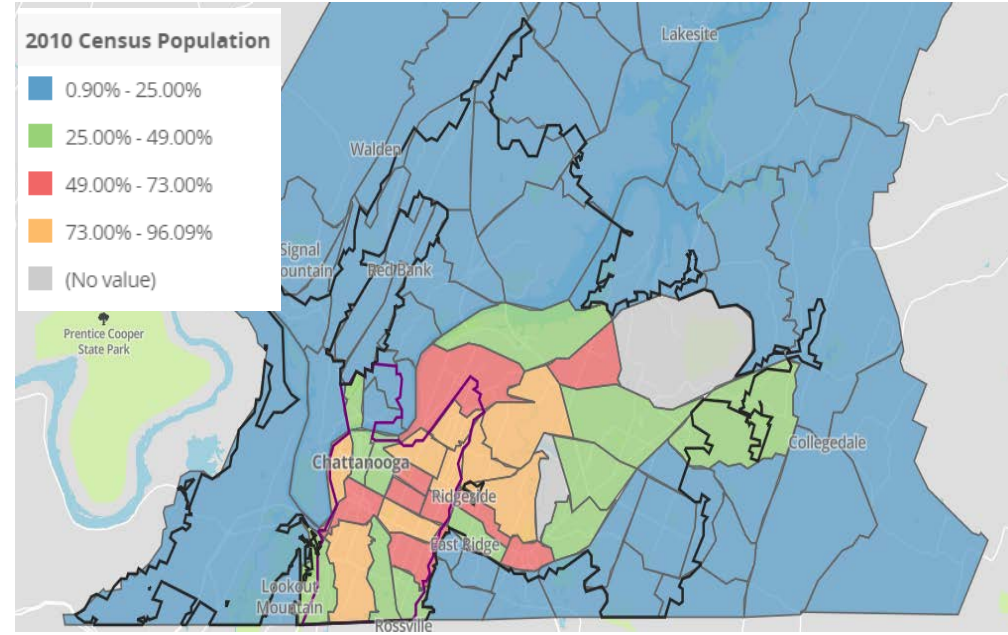 2010 Census Population
0.90% - 25.00%
25.00% - 49.00%
49.00% - 73.00%
73.00% - 96.09%
(No value)
Lakesite
Walden
Signal
ountain
Red Bank
Prentice Cooper
State Park
Chattanooga
Collegedale
Ridgeside
East Ridge
Lookout
Mountain
Rossville